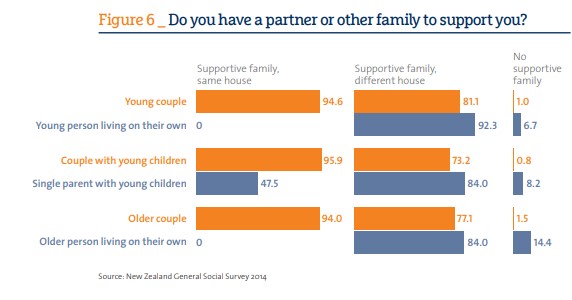 Figure 6 _ Do you have a partner or other family to support you?
Supportive family,
same house
Supportive family,
different house
No
supportive
family
Young couple 94.6 81.1 1.0
Young person living on their own 0 92.3 6.7
Couple with young children 95.9 73.2 0.8
Single parent with young children 47.5 84.0 8.2
Older couple 94.0 77.1 1.5
Older person living on their own 0 84.0 14.4
Source: New Zealand General Social Survey 2014